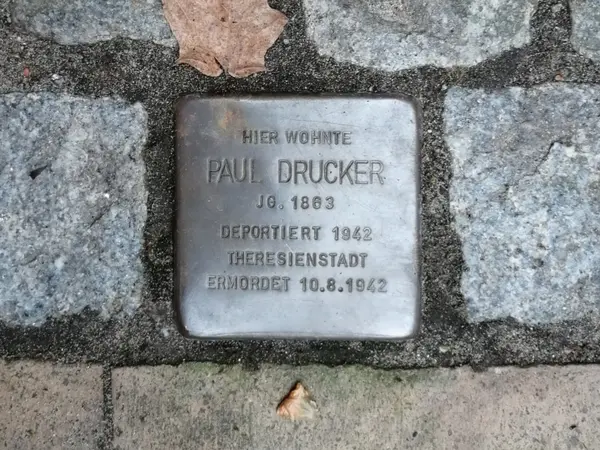 HIER WOHNTE
PAUL DRUCKER
JG. 1863
DEPORTIERT 1942
THERESIENSTADT
ERMORDET 10.8.1942